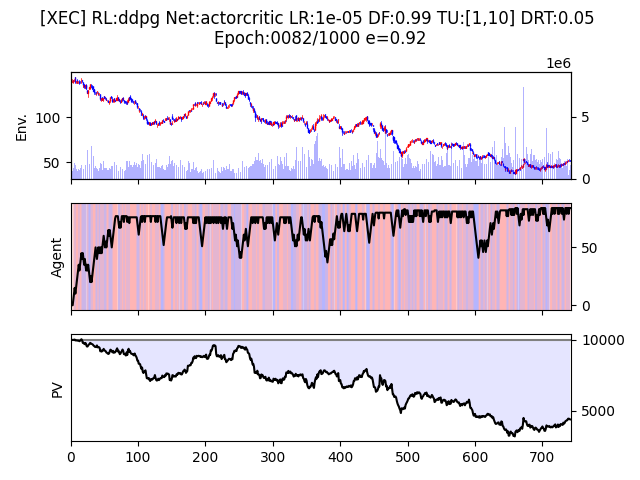 [XEC] RL:ddpg Net:actorcritic LR:1e-05 DF:0.99 TU:[1,10] DRT:0.05
Epoch:0082/1000 e=0.92
1e6
Env.
100
50
5
0
Agent
50
0
PV
10000
5000
0 100 200 300 400 500 600 700